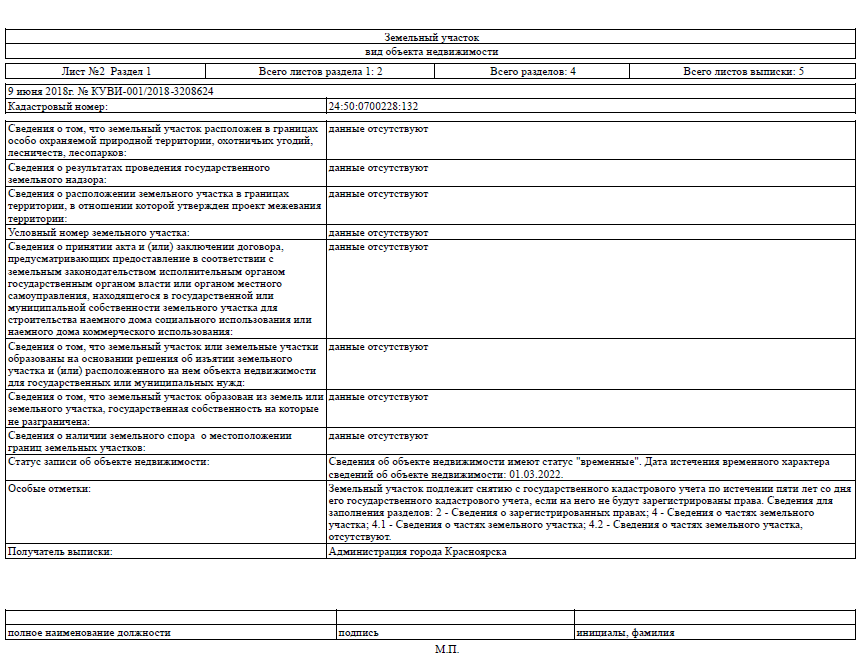 Земельный участок
вид объекта недвижимости
Лист №2 Раздел 1 Всего листов раздела 1: 2 Всего разделов: 4 Всего листов выписки: 5
9 июня 2018г. № КУВИ-001/2018-3208624
Кадастровый номер: 24:50:0700228:132
Сведения о том, что земельный участок расположен в границах данные отсутствуют
особо охраняемой природной территории, охотничьих угодий,
лесничеств, лесопарков:
Сведения о результатах проведения государственного данные отсутствуют
земельного надзора:
Сведения о расположении земельного участка в границах данные отсутствуют
территории, в отношении которой утвержден проект межевания
территории:
Условный номер земельного участка: данные отсутствуют
Сведения о принятии акта и (или) заключении договора, данные отсутствуют
предусматривающих предоставление в соответствии с
земельным законодательством исполнительным органом
государственным органом власти или органом местного
самоуправления, находящегося в государственной или
муниципальной собственности земельного участка для
строительства наемного дома социального использования или
наемного дома коммерческого использования:
Сведения о том, что земельный участок или земельные участки данные отсутствуют
образованы на основании решения об изъятии земельного
участка и (или) расположенного на нем объекта недвижимости
для государственных или муниципальных нужд:
Сведения о том, что земельный участок образован из земель или данные отсутствуют
земельного участка, государственная собственность на которые
не разграничена:
Сведения о наличии земельного спора о местоположении данные отсутствуют
границ земельных участков:
Статус записи об объекте недвижимости: Сведения об объекте недвижимости имеют статус "временные". Дата истечения временного характера
сведений об объекте недвижимости: 01.03.2022.
Особые отметки: Земельный участок подлежит снятию с государственного кадастрового учета по истечении пяти лет со дня
его государственного кадастрового учета, если на него не будут зарегистрированы права. Сведения для
заполнения разделов: 2 - Сведения о зарегистрированных правах; 4 - Сведения о частях земельного
участка; 4.1 - Сведения о частях земельного участка; 4.2 - Сведения о частях земельного участка,
отсутствуют.
Получатель выписки: Администрация города Красноярска
полное наименование должности подпись инициалы, фамилия
М.П.